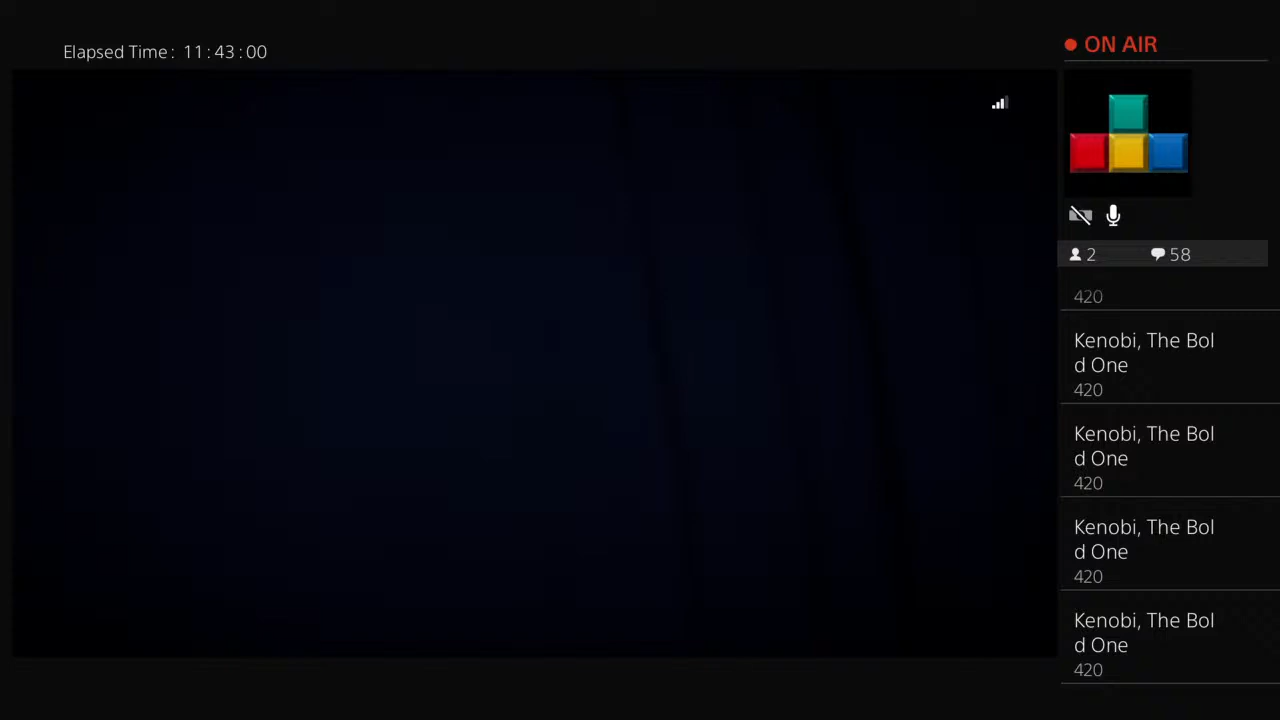 Elapsed Time: 11:43:00
ON AIR
2 58
420
Kenobi, The Bol
d One
420
Kenobi, The Bol
d One
420
Kenobi, The Bol
d One
420
Kenobi, The Bol
d One
420